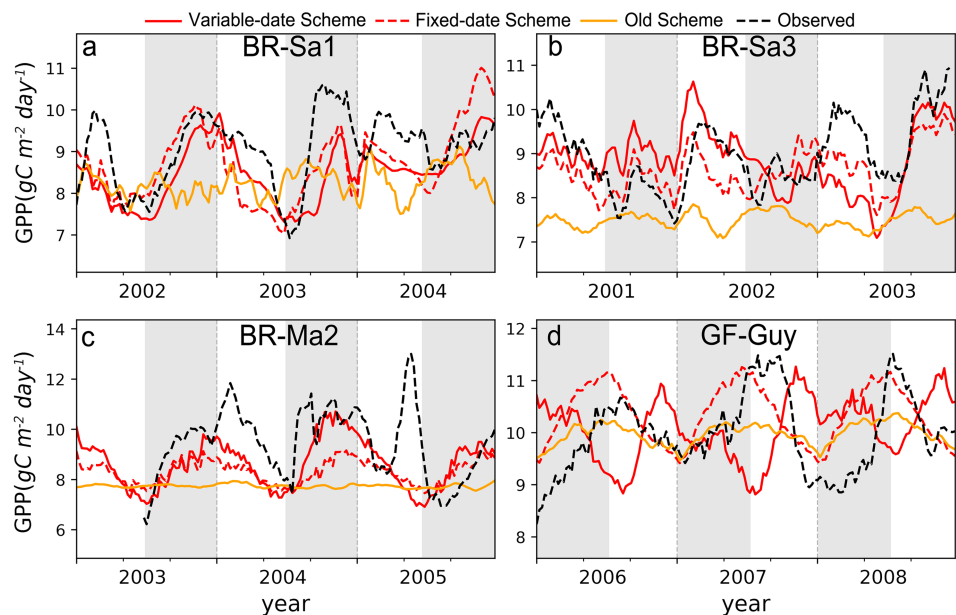 Variable-date Scheme Fixed-date Scheme Old Scheme Observed
a BR-Sa1
GPP(gC m-2 day-1)
11
10
9
8
7
2002 2003 2004
b BR-Sa3
11
10
9
8
7
2001 2002 2003
c BR-Ma2
GPP(gC m-2 day-1)
14
12
10
8
6
2003 2004 2005
year
d GF-Guy
12
11
10
9
8
2006 2007 2008
year